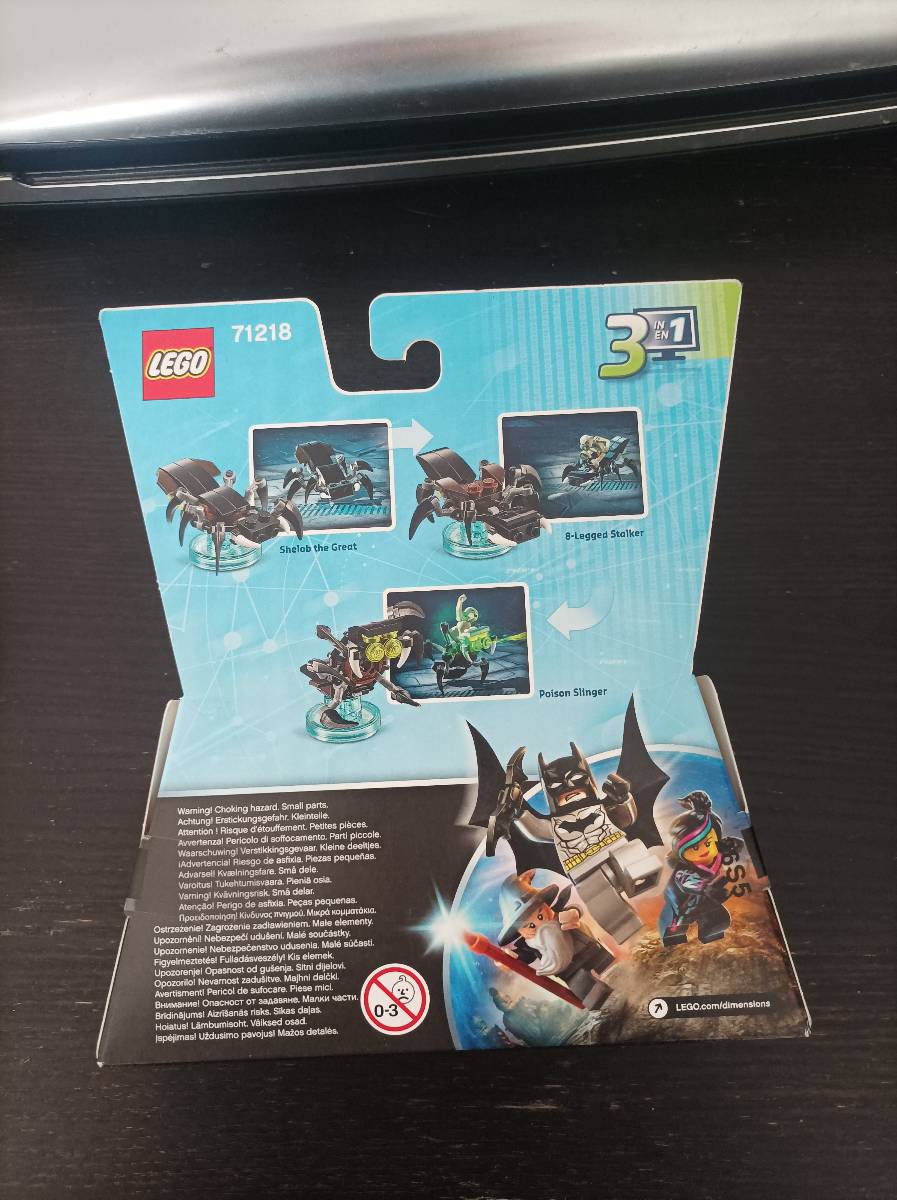 LEGO
71218
3 IN EN 1
Shelob the Great
8-Legged Stalker
Poison Slinger
Warning! Choking hazard. Small parts.
Achtung! Erstickungsgefahr. Kleinteile.
Attention ! Risque d'étouffement. Petites pièces.
Avvertenza! Pericolo di soffocamento. Parti piccole.
Waarschuwing! Verstikkingsgevaar. Kleine deeltjes.
¡Advertencia! Riesgo de asfixia. Piezas pequeñas.
Advarsel! Kvælningsfare. Små dele.
Varoitus! Tukehtumisvaara. Pieniä osia.
Varning! Kvävningsrisk. Små delar.
Atenção! Perigo de asfixia. Peças pequenas.
Προειδοποίηση! Κίνδυνος πνιγμού. Μικρά κομματάκια.
Ostrzeżenie! Zagrożenie zadławieniem. Małe elementy.
Upozornění! Nebezpečí udušení. Malé součástky.
Upozornenie! Nebezpečenstvo udusenia. Malé súčasti.
Figyelmeztetés! Fulladásveszély! Kis elemek.
Upozorenje! Opasnost od gušenja. Sitni dijelovi.
Opozorilo! Nevarnost zadušitve. Majhni delčki.
Avertisment! Pericol de sufocare. Piese mici.
Внимание! Опасност от задавяне. Малки части.
Brīdinājums! Aizrīšanās risks. Sīkas daļas.
Hoiatus! Lämbumisoht. Väiksed osad.
Įspėjimas! Uždusimo pavojus! Mažos detalės.
0-3
6S5
LEGO.com/dimensions